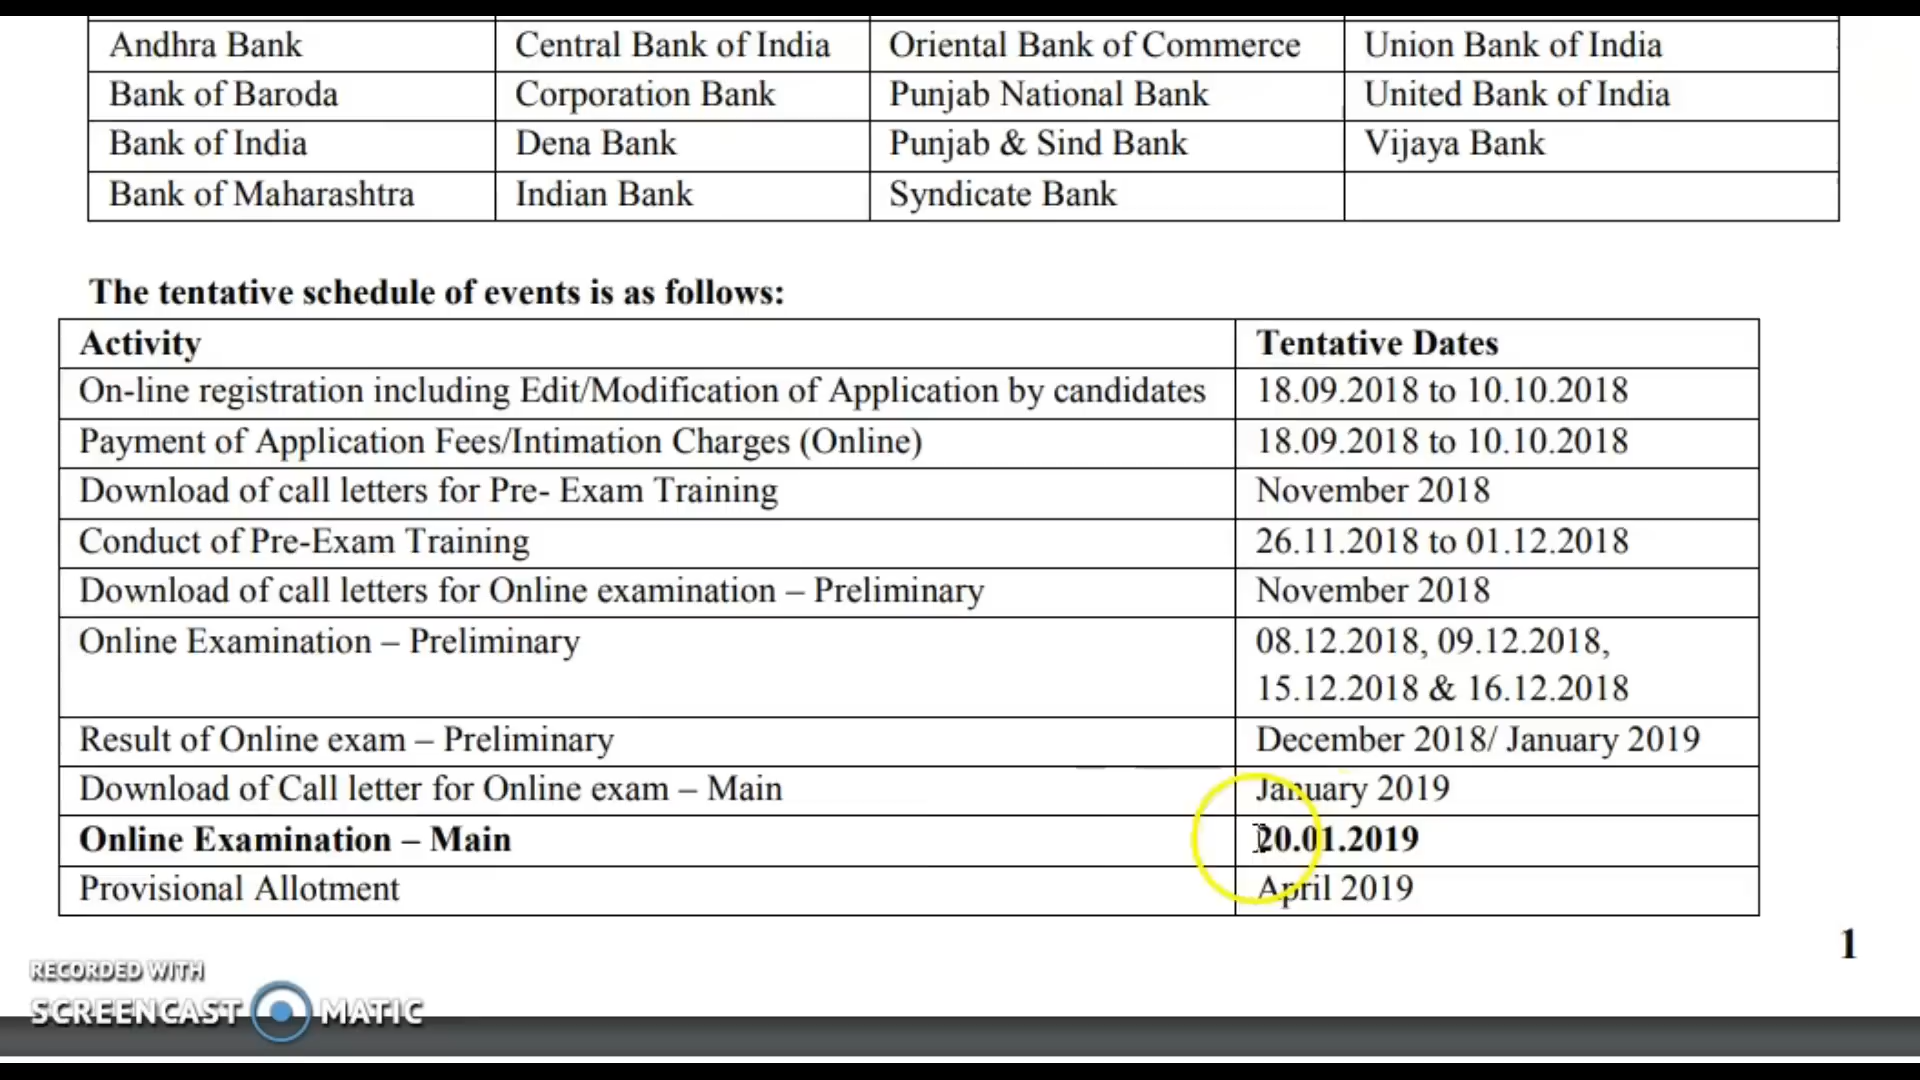 Andhra Bank Central Bank of India Oriental Bank of Commerce Union Bank of India
Bank of Baroda Corporation Bank Punjab National Bank United Bank of India
Bank of India Dena Bank Punjab & Sind Bank Vijaya Bank
Bank of Maharashtra Indian Bank Syndicate Bank
The tentative schedule of events is as follows:
Activity Tentative Dates
On-line registration including Edit/Modification of Application by candidates 18.09.2018 to 10.10.2018
Payment of Application Fees/Intimation Charges (Online) 18.09.2018 to 10.10.2018
Download of call letters for Pre- Exam Training November 2018
Conduct of Pre-Exam Training 26.11.2018 to 01.12.2018
Download of call letters for Online examination – Preliminary November 2018
Online Examination – Preliminary 08.12.2018, 09.12.2018,
15.12.2018 & 16.12.2018
Result of Online exam – Preliminary December 2018/ January 2019
Download of Call letter for Online exam – Main January 2019
Online Examination – Main 20.01.2019
Provisional Allotment April 2019
1
RECORDED WITH
SCREENCAST MATIC